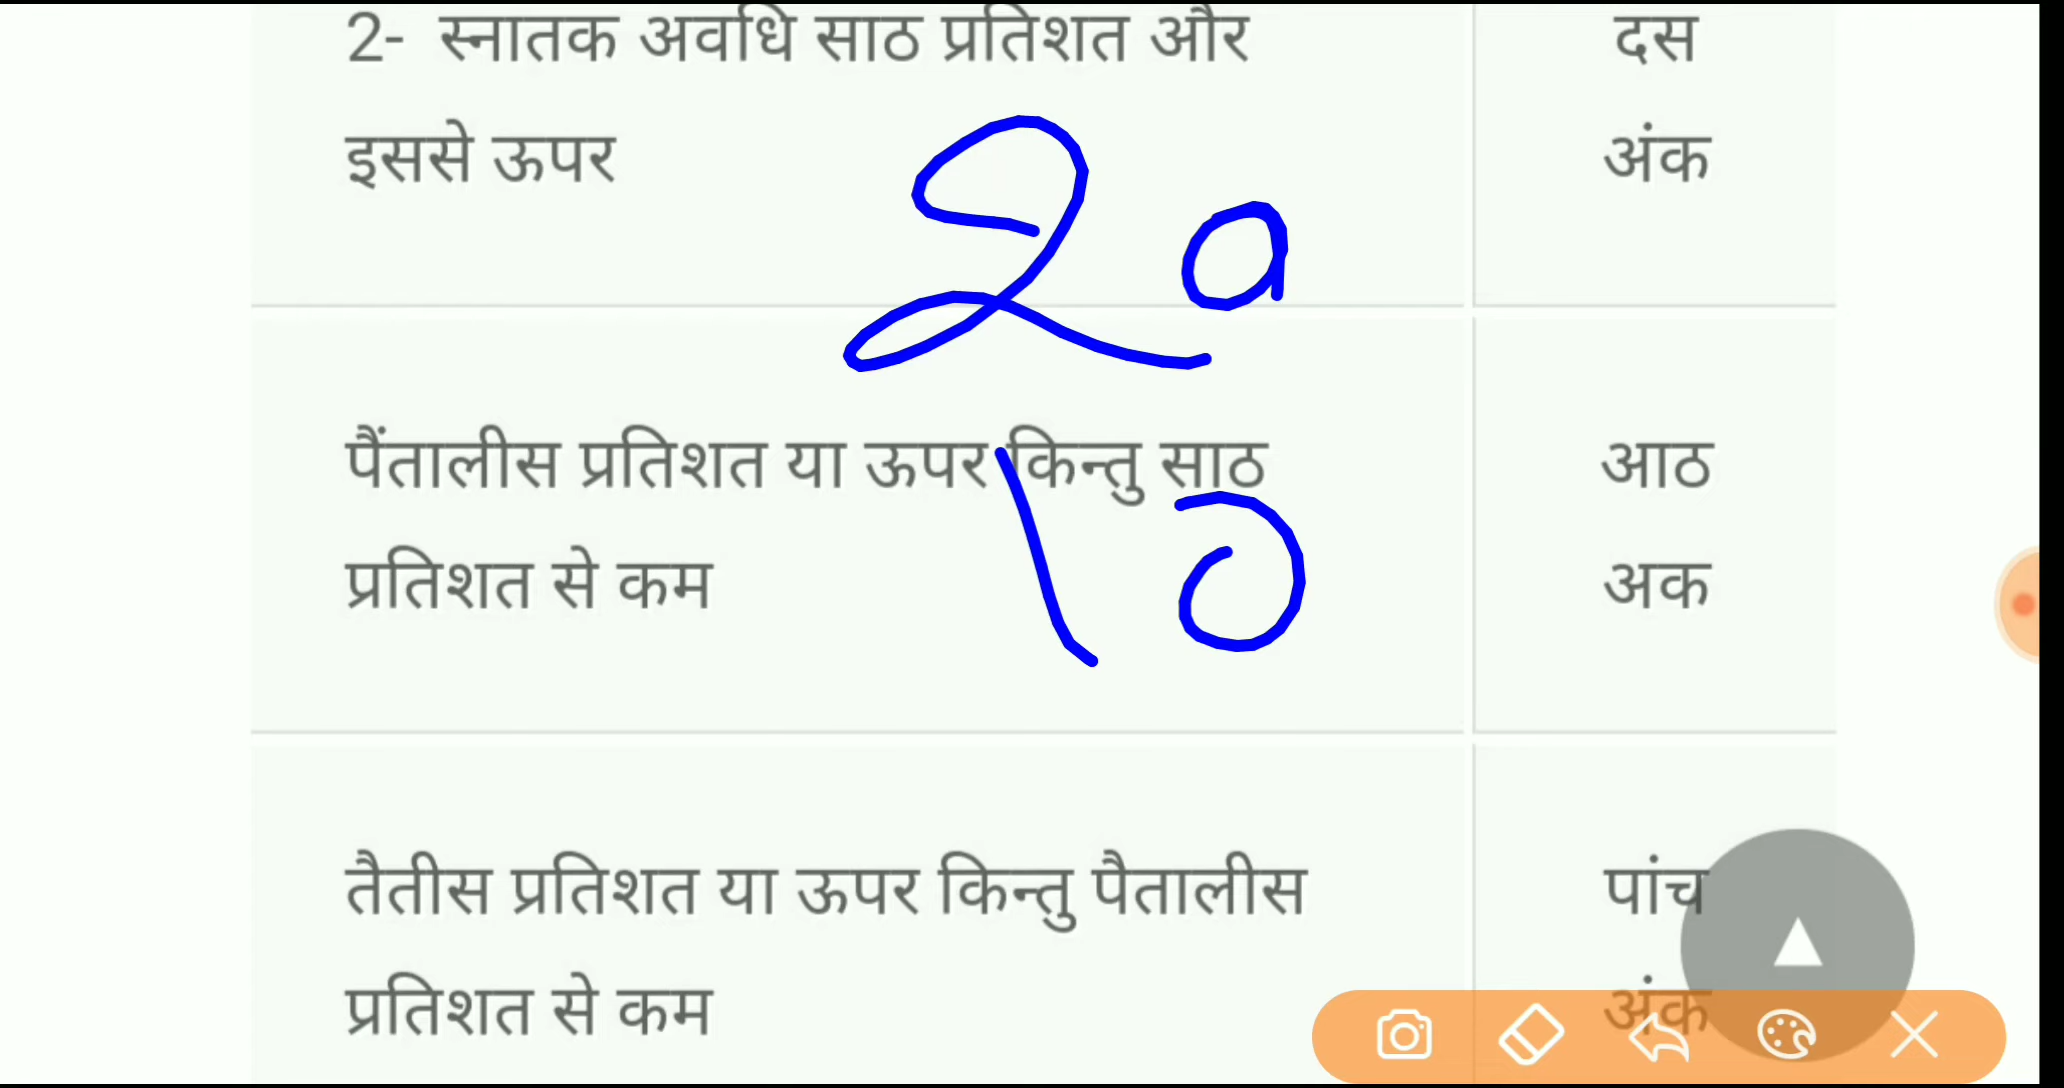 2- स्नातक अवधि साठ प्रतिशत और
इससे ऊपर
दस
अंक
20
पैंतालीस प्रतिशत या ऊपर किन्तु साठ
प्रतिशत से कम
आठ
अक
10
तैतीस प्रतिशत या ऊपर किन्तु पैतालीस
प्रतिशत से कम
पांच
अंक